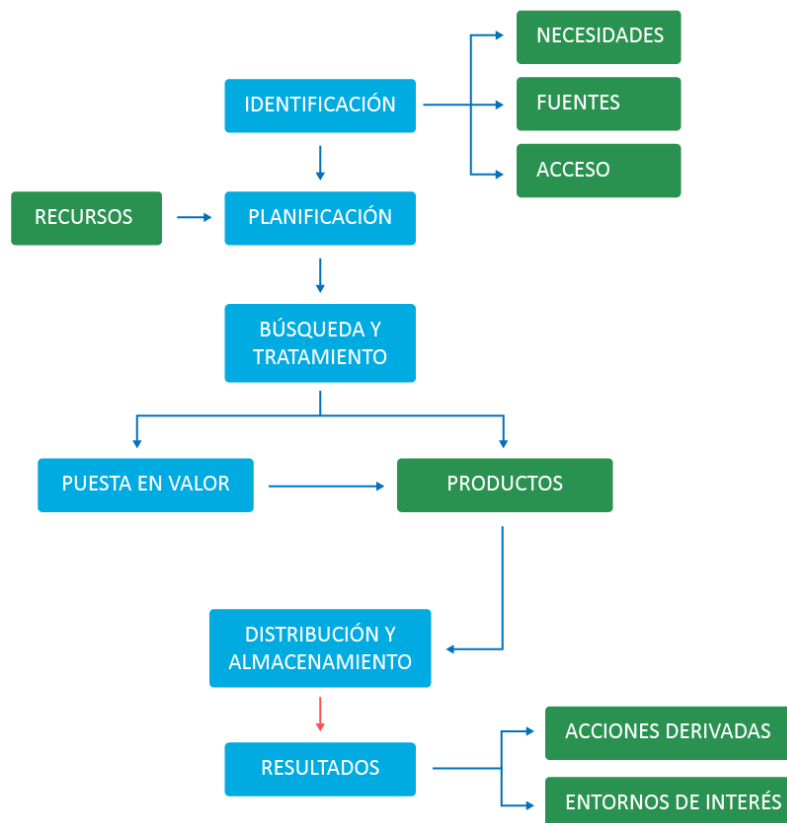 NECESIDADES
IDENTIFICACIÓN
FUENTES
ACCESO
RECURSOS
PLANIFICACIÓN
BÚSQUEDA Y
TRATAMIENTO
PUESTA EN VALOR
PRODUCTOS
DISTRIBUCIÓN Y
ALMACENAMIENTO
ACCIONES DERIVADAS
RESULTADOS
ENTORNOS DE INTERÉS